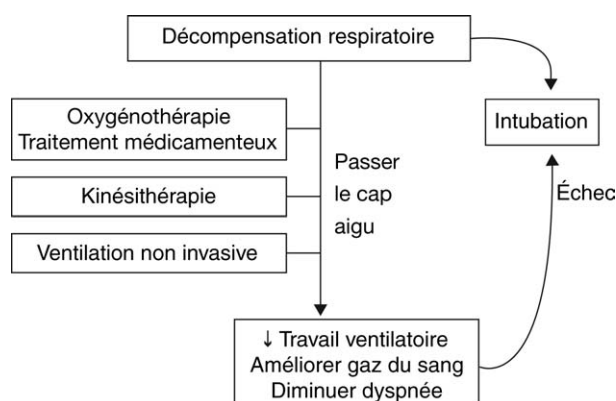 Décompensation respiratoire
Oxygénothérapie
Traitement médicamenteux
Intubation
Passer
le cap
aigu
Kinésithérapie
Échec
Ventilation non invasive
↓ Travail ventilatoire
Améliorer gaz du sang
Diminuer dyspnée